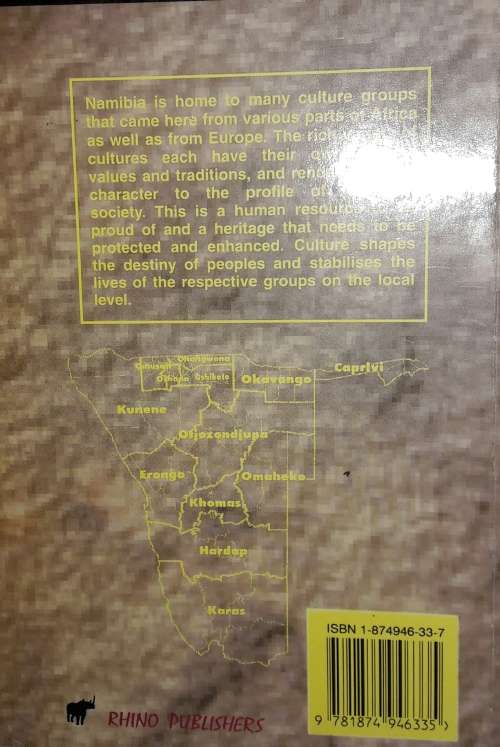 Namibia is home to many culture groups
that came here from various parts of Africa
as well as from Europe. The
cultures each have their
values and traditions, and
character to the profile of
society. This is a human
proud of and a heritage that needs to be
protected and enhanced. Culture shapes
the destiny of peoples and stabilises the
lives of the respective groups on the local
level.
Ohangwena
Omusati
Oshana
Oshikoto
Okavango
Caprivi
Kunene
Otjozondjupa
Erongo
Omaheke
Khomas
Hardap
Karas
ISBN 1-874946-33-7
9 781874 946335
RHINO PUBLISHERS